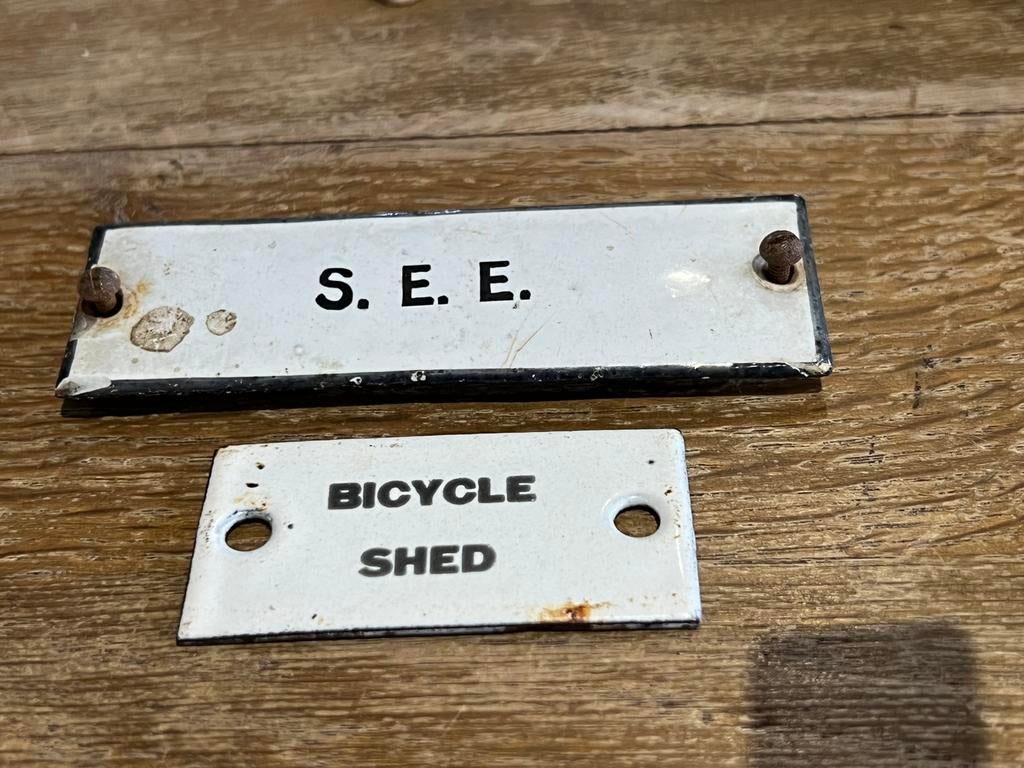 S. E. E.
BICYCLE
SHED